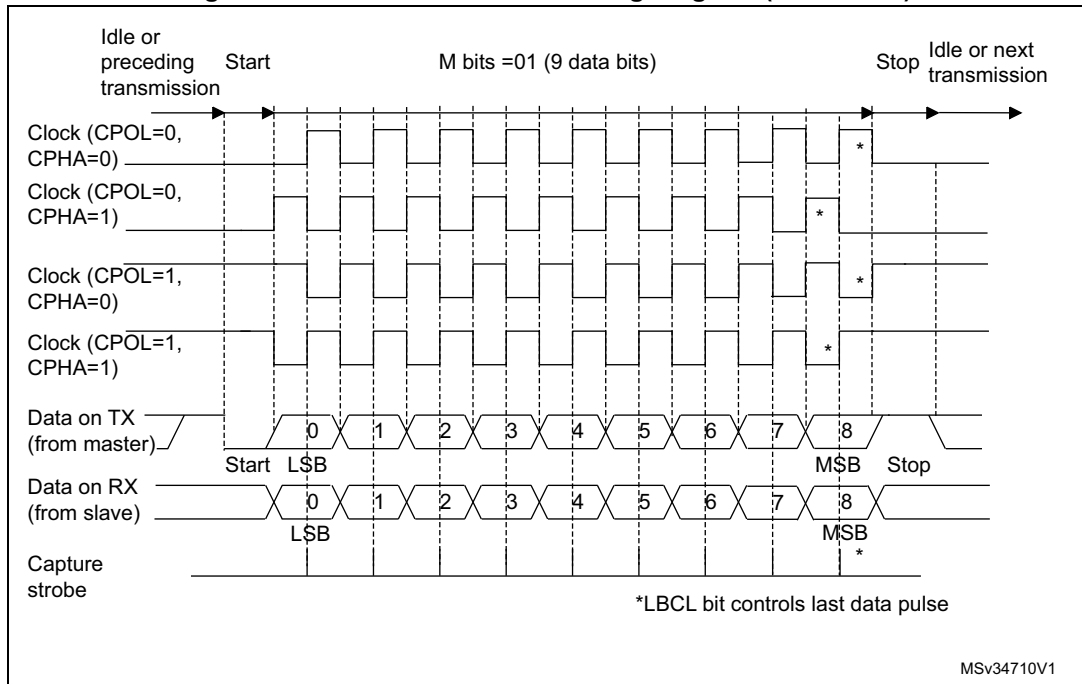 Idle or
preceding
transmission
Start
M bits =01 (9 data bits)
Stop
Idle or next
transmission
Clock (CPOL=0,
CPHA=0)
*
Clock (CPOL=0,
CPHA=1)
*
Clock (CPOL=1,
CPHA=0)
*
Clock (CPOL=1,
CPHA=1)
*
Data on TX
(from master)
0 1 2 3 4 5 6 7 8
Start LSB MSB Stop
Data on RX
(from slave)
0 1 2 3 4 5 6 7 8
LSB MSB
*
Capture
strobe
*LBCL bit controls last data pulse
MSv34710V1